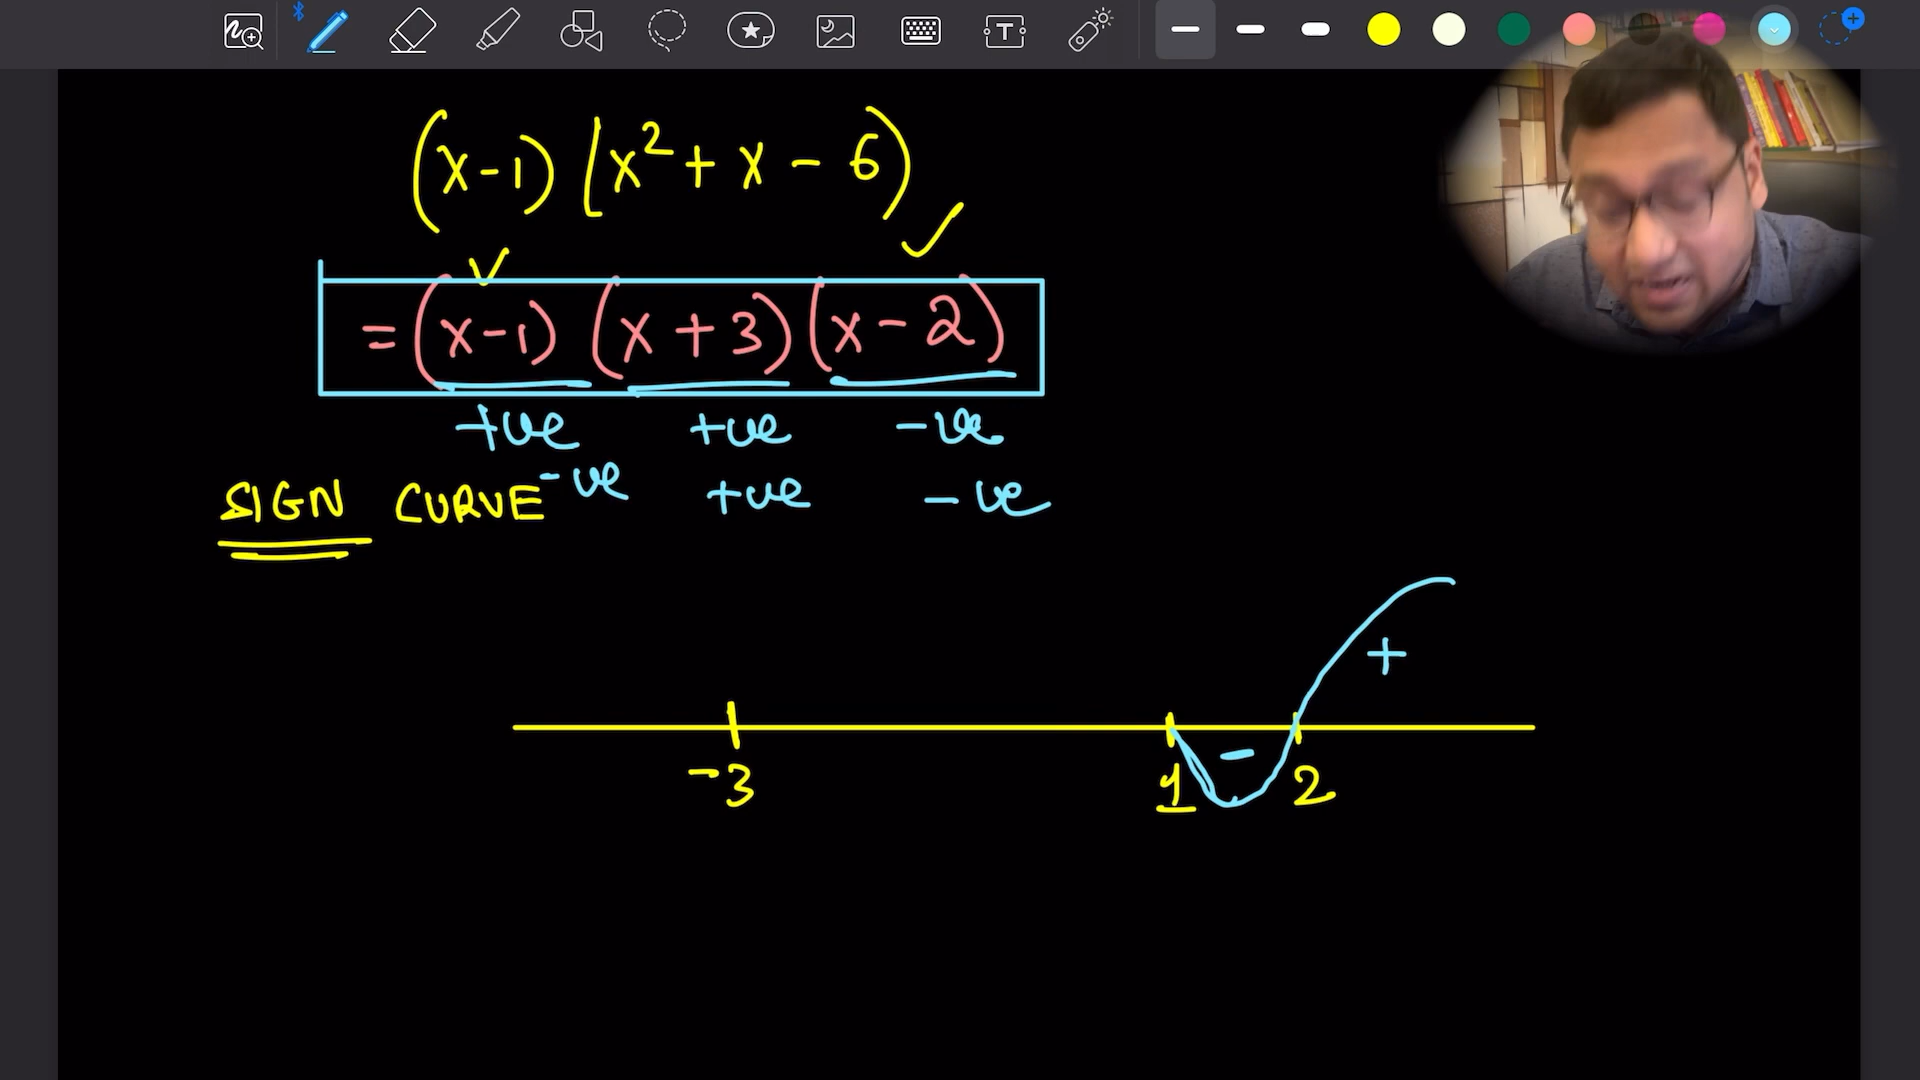 (x-1) (x²+ x - 6)
= (x-1) (x + 3) (x - 2)
+ve +ve -ve
SIGN CURVE -ve +ve -ve
+
-
-3 1 2